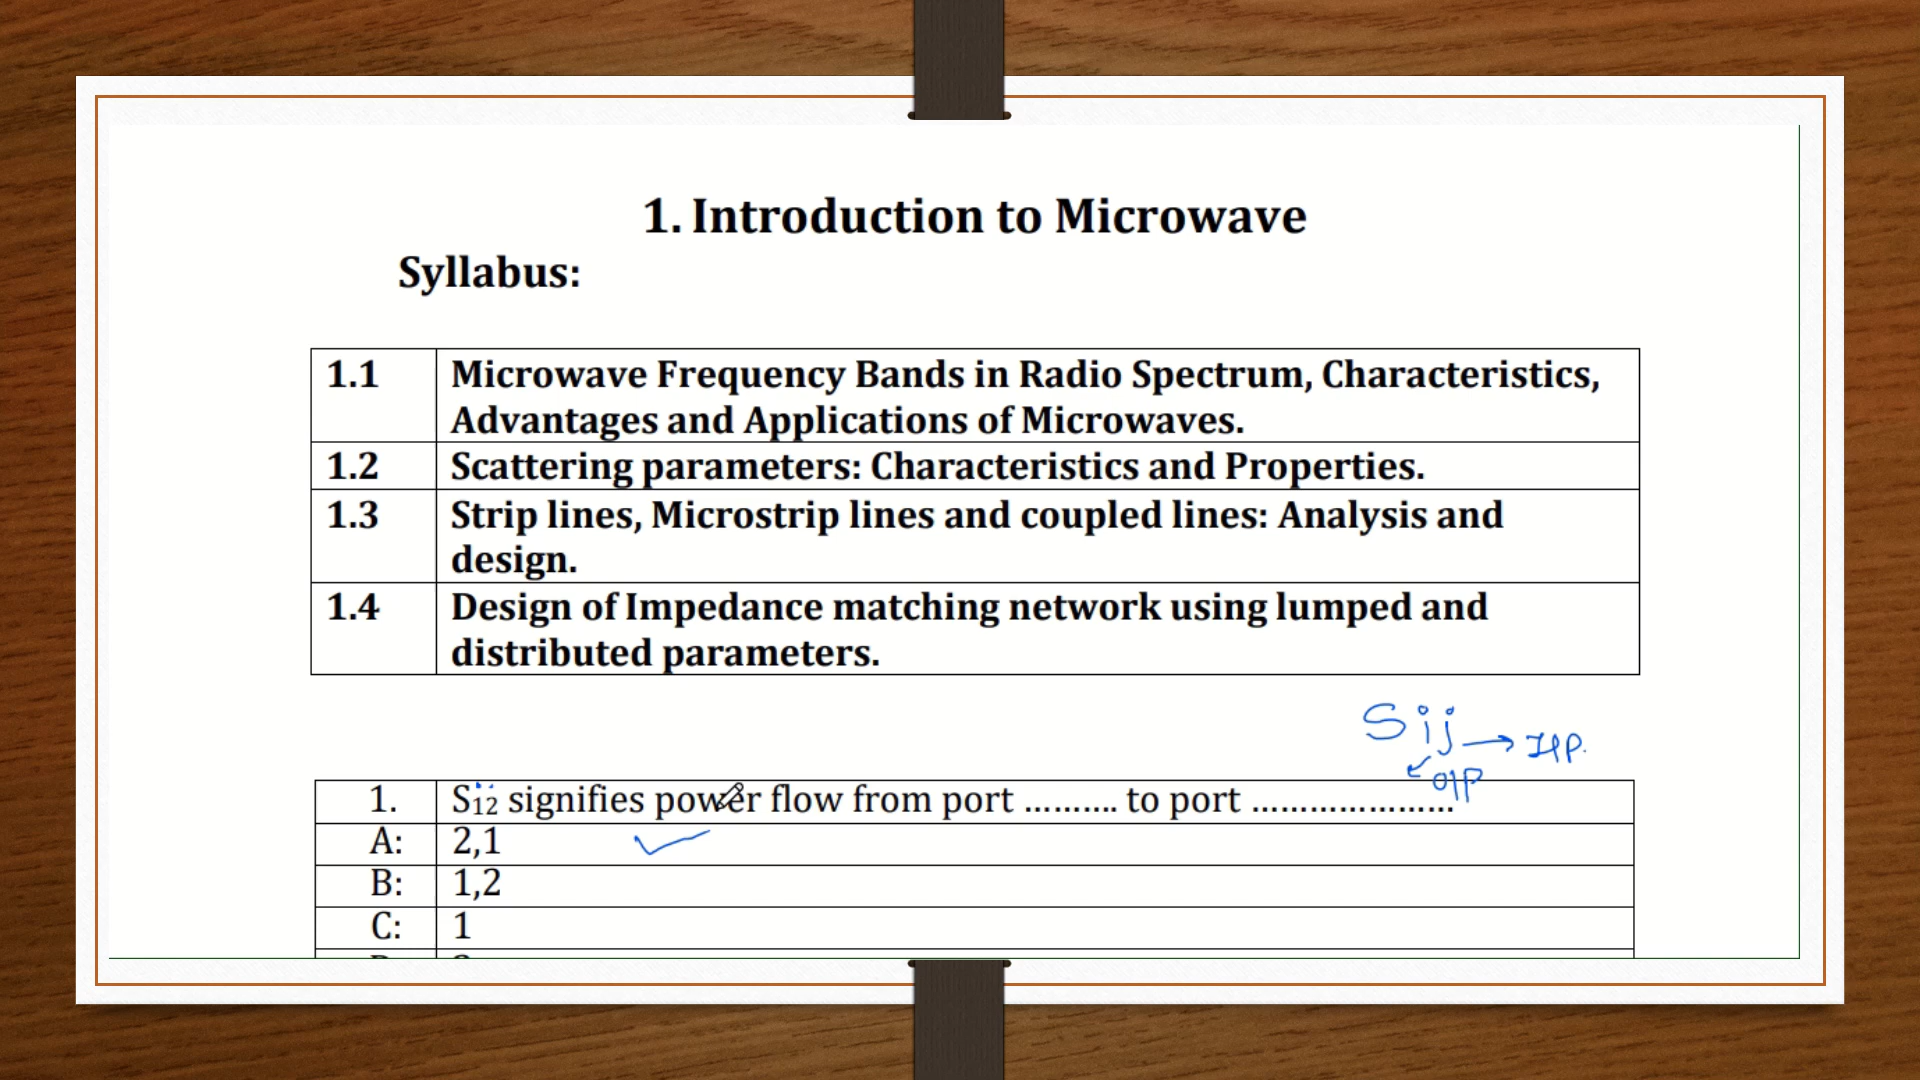 1. Introduction to Microwave
Syllabus:
1.1 Microwave Frequency Bands in Radio Spectrum, Characteristics,
Advantages and Applications of Microwaves.
1.2 Scattering parameters: Characteristics and Properties.
1.3 Strip lines, Microstrip lines and coupled lines: Analysis and
design.
1.4 Design of Impedance matching network using lumped and
distributed parameters.
Sij → I/P.
O/P
1. S12 signifies power flow from port .......... to port .....................
A: 2,1
B: 1,2
C: 1